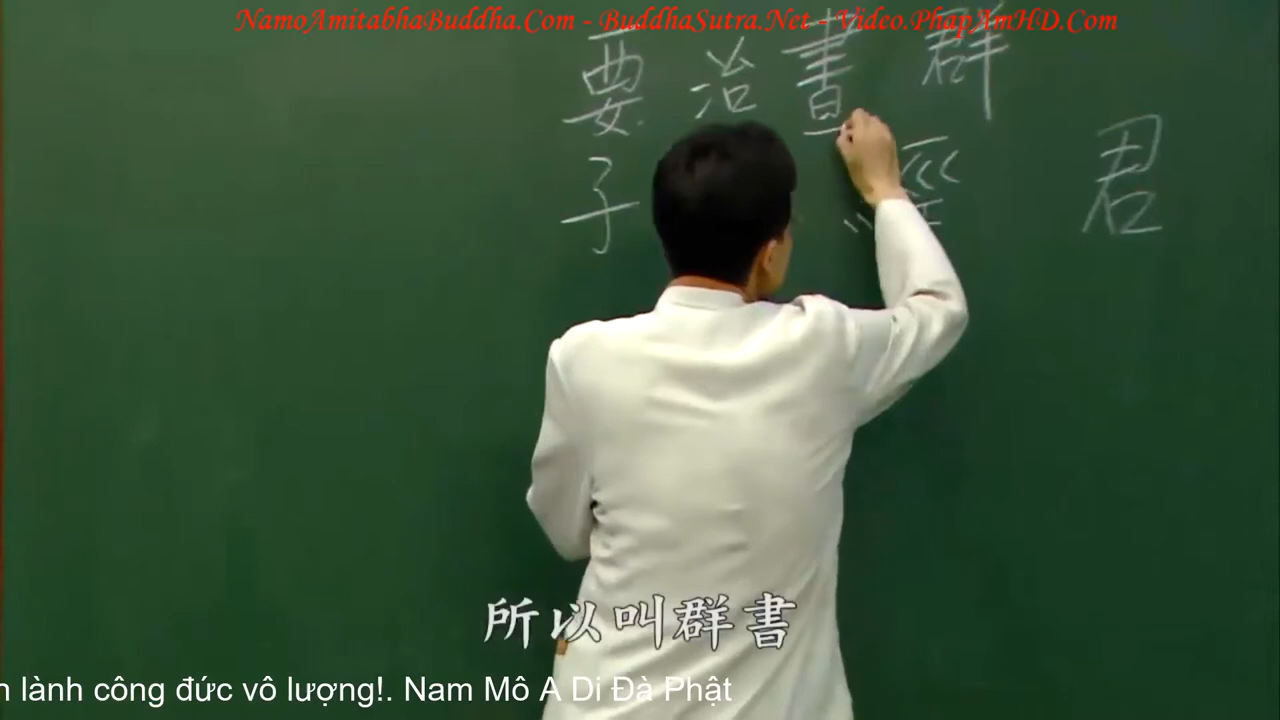 NamoAmitabhaBuddha.Com - BuddhaSutra.Net - Video.PhapAmHD.Com
群書治要
君
經
子
所以叫群書
lành công đức vô lượng!. Nam Mô A Di Đà Phật